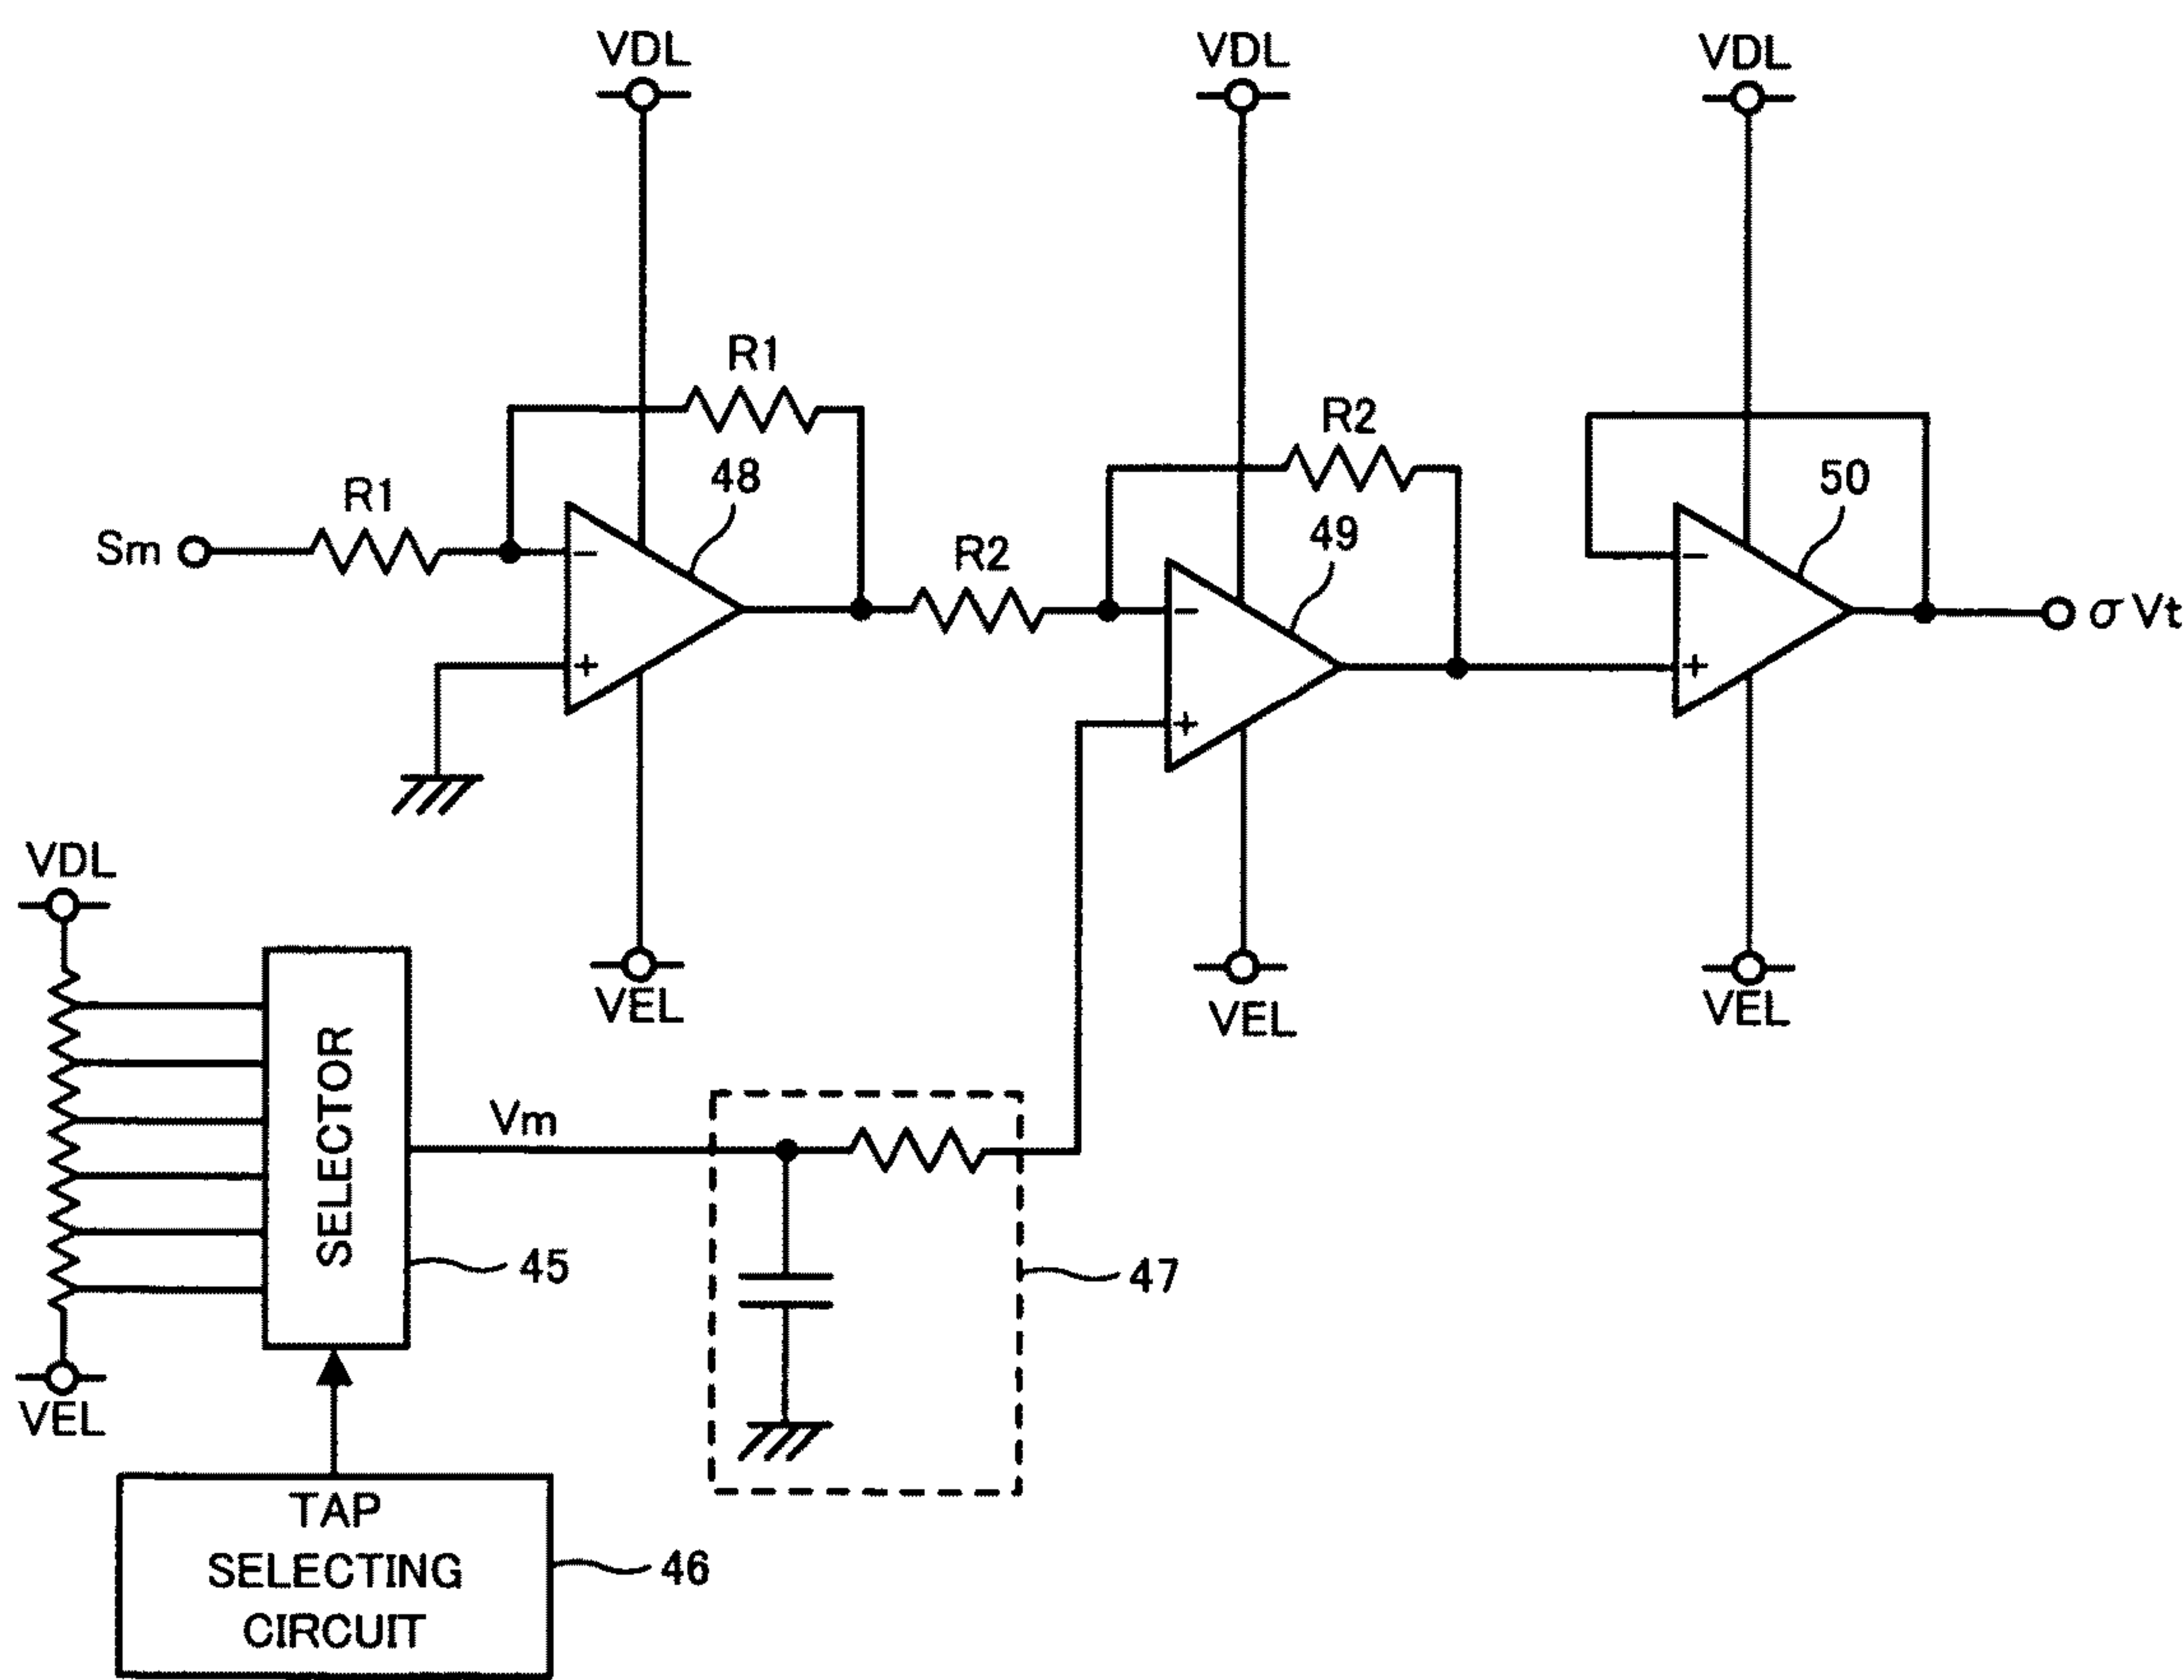 VDL
VDL
VDL
R1
R2
48
50
R1
49
Sm
R2
−
−
−
σVt
+
+
+
VDL
VEL
VEL
VEL
SELECTOR
Vm
45
47
VEL
TAP
SELECTING
CIRCUIT
46